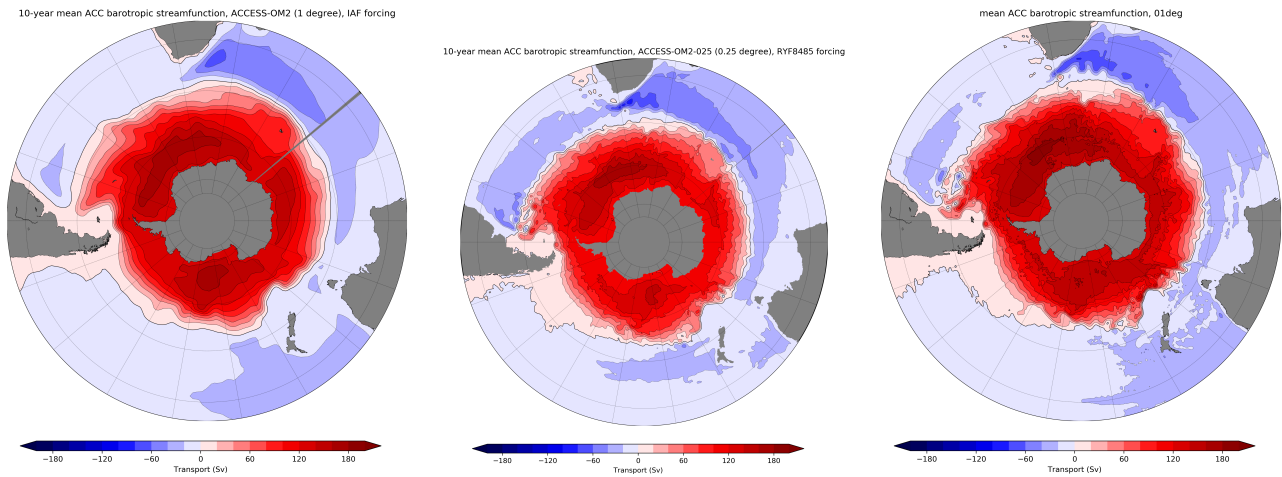 10-year mean ACC barotropic streamfunction, ACCESS-OM2 (1 degree), IAF forcing
−180 −120 −60 0 60 120 180
Transport (Sv)
10-year mean ACC barotropic streamfunction, ACCESS-OM2-025 (0.25 degree), RYF8485 forcing
−180 −120 −60 0 60 120 180
Transport (Sv)
mean ACC barotropic streamfunction, 01deg
−180 −120 −60 0 60 120 180
Transport (Sv)